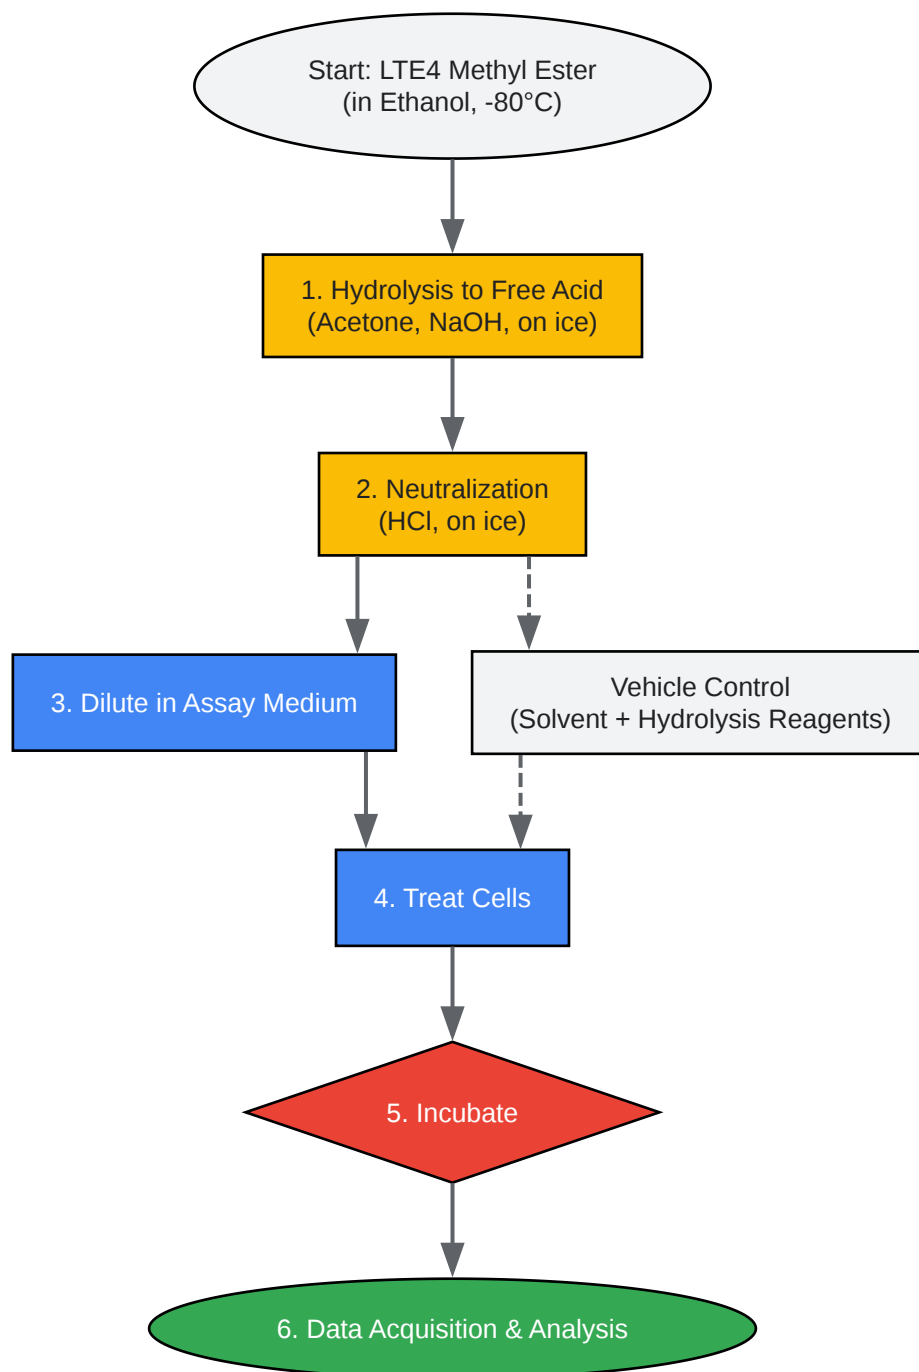 Start: LTE4 Methyl Ester
(in Ethanol, -80°C)
1. Hydrolysis to Free Acid
(Acetone, NaOH, on ice)
2. Neutralization
(HCl, on ice)
3. Dilute in Assay Medium
Vehicle Control
(Solvent + Hydrolysis Reagents)
4. Treat Cells
5. Incubate
6. Data Acquisition & Analysis